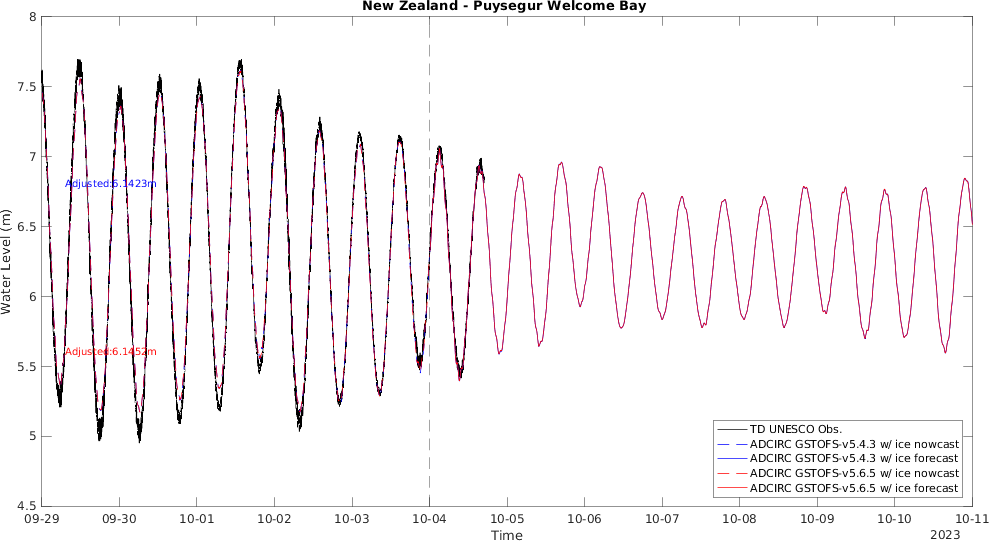 New Zealand - Puysegur Welcome Bay
8
7.5
7
6.5
6
5.5
5
4.5
Water Level (m)
Adjusted:6.1423m
Adjusted:6.1452m
TD UNESCO Obs.
ADCIRC GSTOFS-v5.4.3 w/ ice nowcast
ADCIRC GSTOFS-v5.4.3 w/ ice forecast
ADCIRC GSTOFS-v5.6.5 w/ ice nowcast
ADCIRC GSTOFS-v5.6.5 w/ ice forecast
09-29 09-30 10-01 10-02 10-03 10-04 10-05 10-06 10-07 10-08 10-09 10-10 10-11
Time
2023